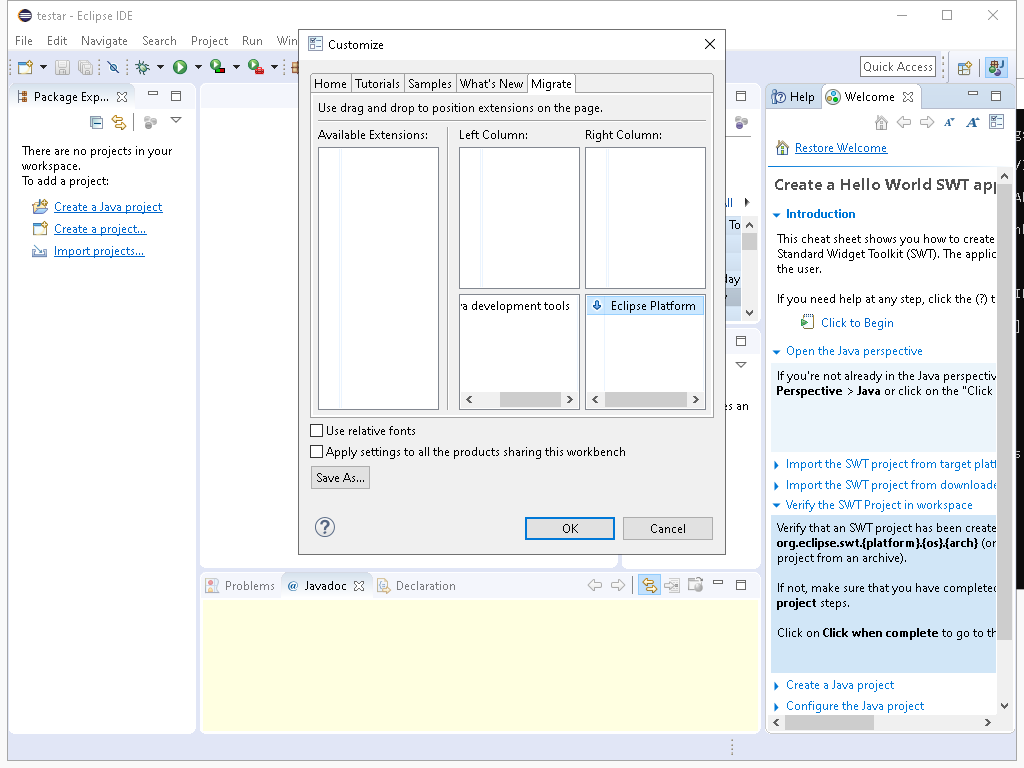 testar - Eclipse IDE
File Edit Navigate Search Project Run Win
Quick Access
Package Exp...
There are no projects in your
workspace.
To add a project:
Create a Java project
Create a project...
Import projects...
Customize
Home Tutorials Samples What's New Migrate
Use drag and drop to position extensions on the page.
Available Extensions: Left Column: Right Column:
a development tools
Eclipse Platform
Use relative fonts
Apply settings to all the products sharing this workbench
Save As...
OK Cancel
To
Problems @ Javadoc Declaration
Help Welcome
Restore Welcome
Create a Hello World SWT app
Introduction
This cheat sheet shows you how to create
Standard Widget Toolkit (SWT). The applic
the user.
If you need help at any step, click the (?) t
Click to Begin
Open the Java perspective
If you're not already in the Java perspectiv
Perspective > Java or click on the "Click
Import the SWT project from target platf
Import the SWT project from downloade
Verify the SWT Project in workspace
Verify that an SWT project has been create
org.eclipse.swt.{platform}.{os}.{arch} (or
project from an archive).
If not, make sure that you have completed
project steps.
Click on Click when complete to go to th
Create a Java project
Configure the Java project